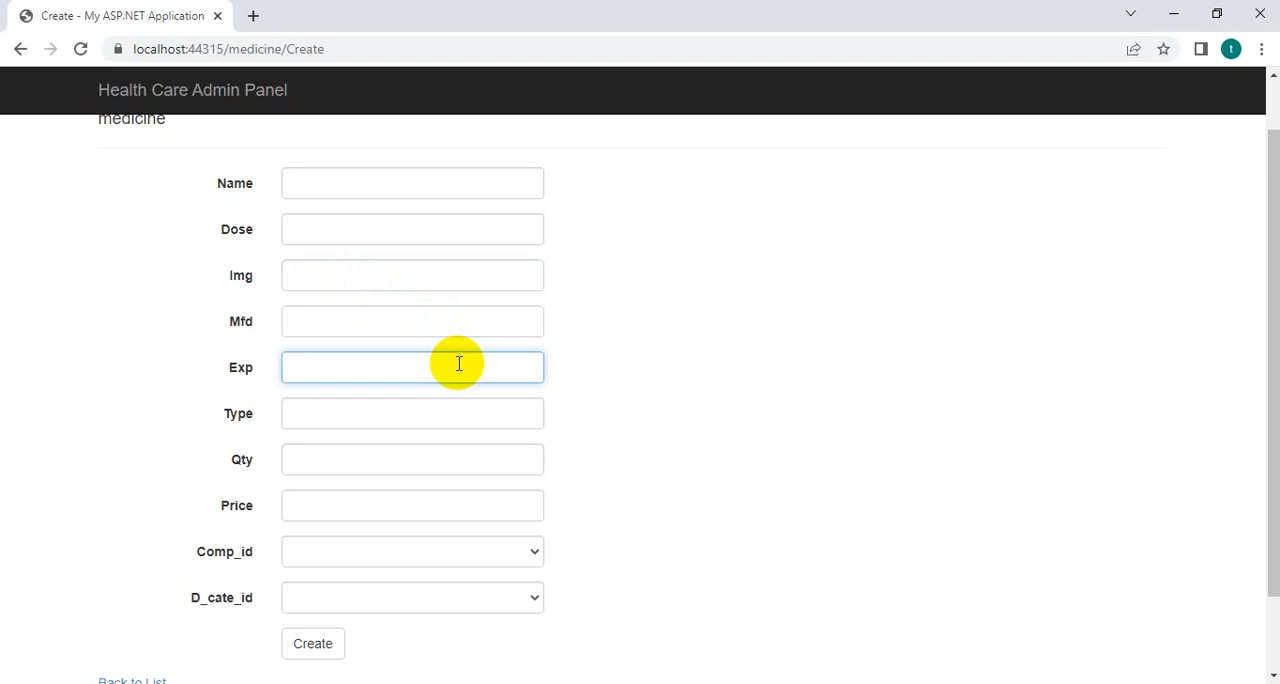 Create - My ASP.NET Application
localhost:44315/medicine/Create
t
Health Care Admin Panel
medicine
Name
Dose
Img
Mfd
Exp
Type
Qty
Price
Comp_id
D_cate_id
Create
Back to List